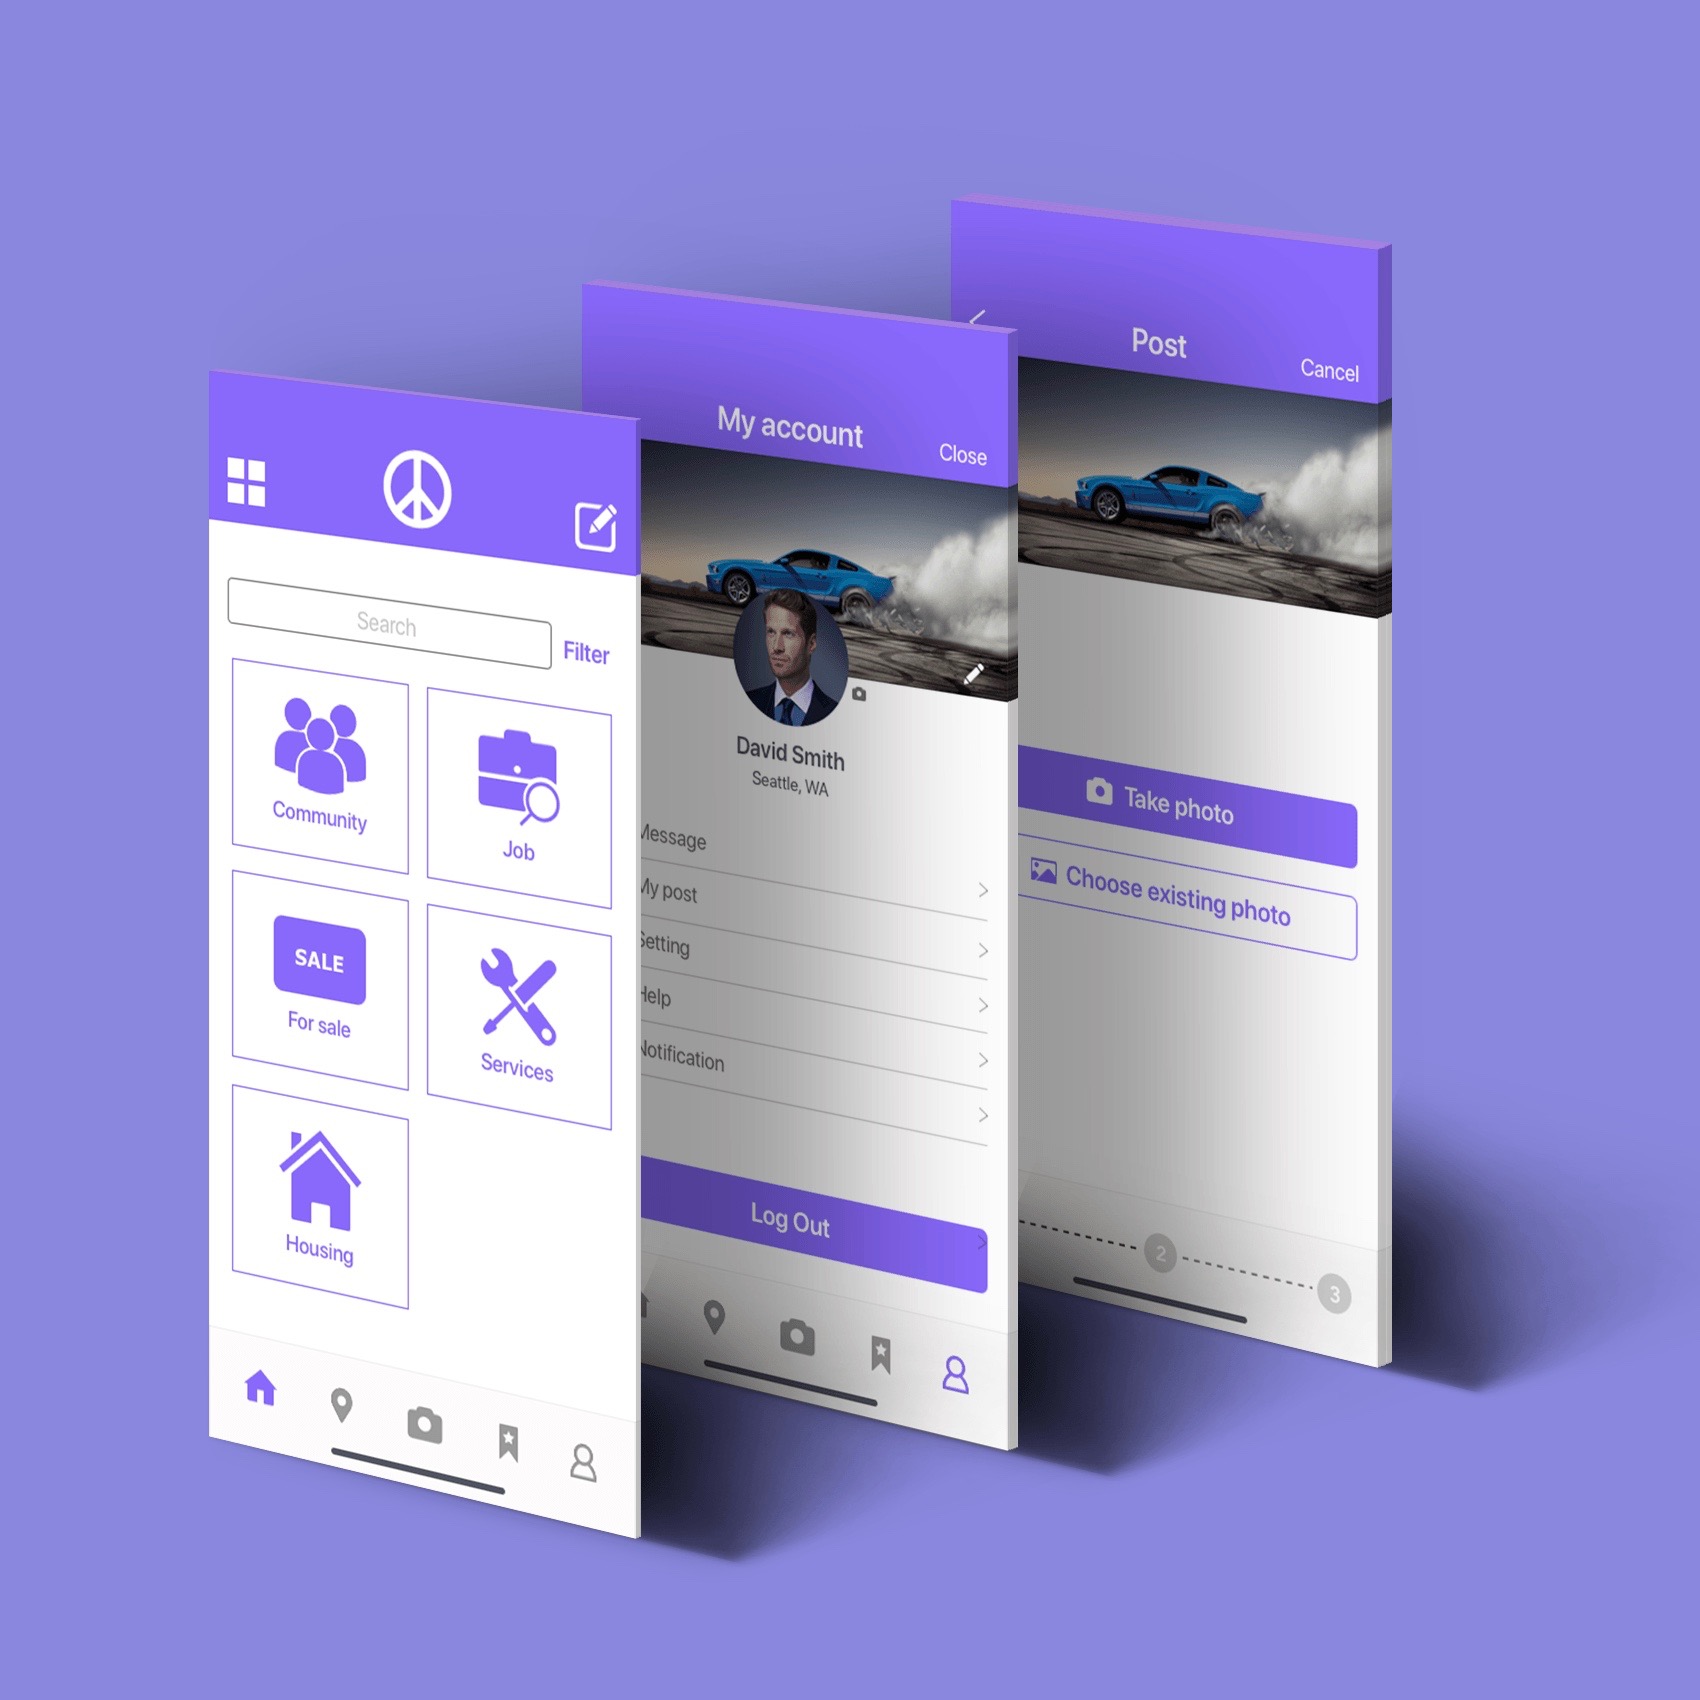 Search
Filter
Community
Job
SALE
For sale
Services
Housing
My account
Close
David Smith
Seattle, WA
Message
My post
Setting
Help
Notification
Log Out
Post
Cancel
Take photo
Choose existing photo
2
3